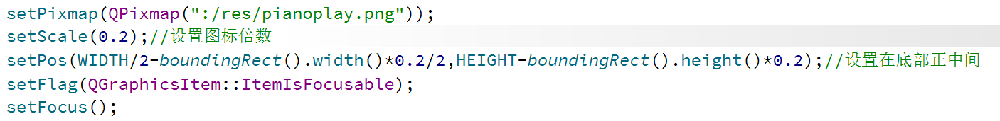 setPixmap(QPixmap(":/res/pianoplay.png"));
setScale(0.2);//设置图标倍数
setPos(WIDTH/2-boundingRect().width()*0.2/2,HEIGHT-boundingRect().height()*0.2);//设置在底部正中间
setFlag(QGraphicsItem::ItemIsFocusable);
setFocus();